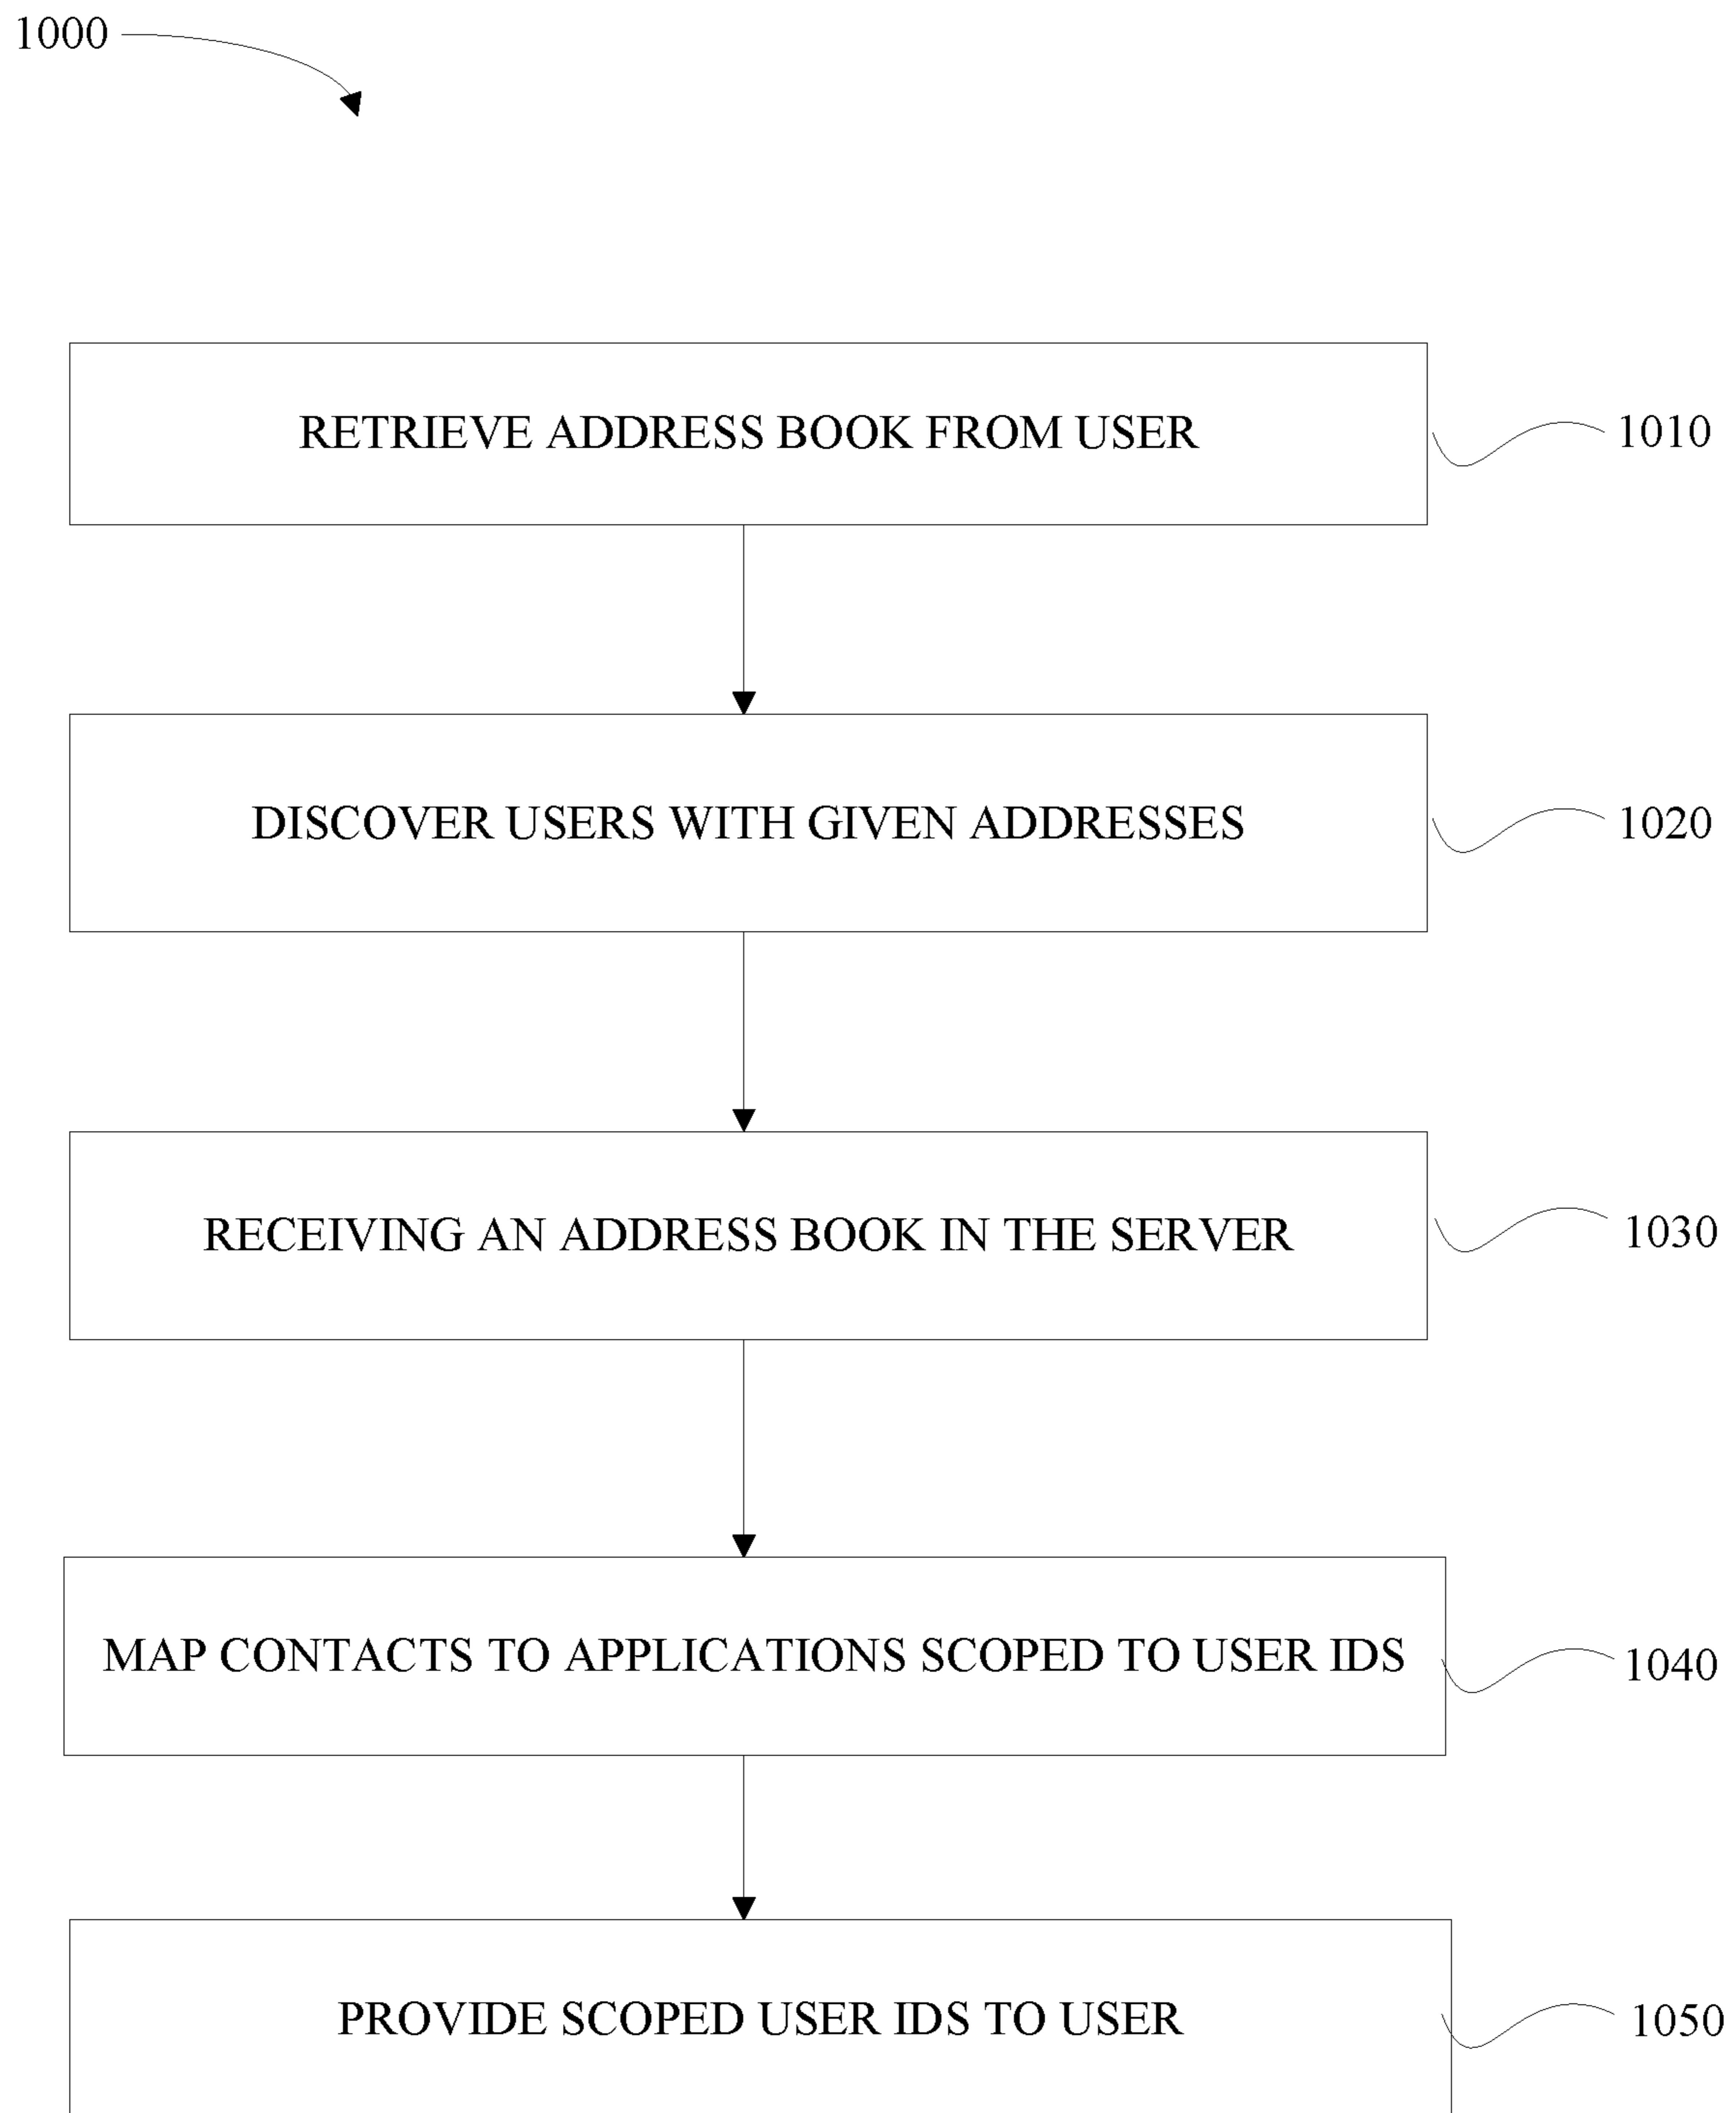 1000
RETRIEVE ADDRESS BOOK FROM USER
1010
DISCOVER USERS WITH GIVEN ADDRESSES
1020
RECEIVING AN ADDRESS BOOK IN THE SERVER
1030
MAP CONTACTS TO APPLICATIONS SCOPED TO USER IDS
1040
PROVIDE SCOPED USER IDS TO USER
1050